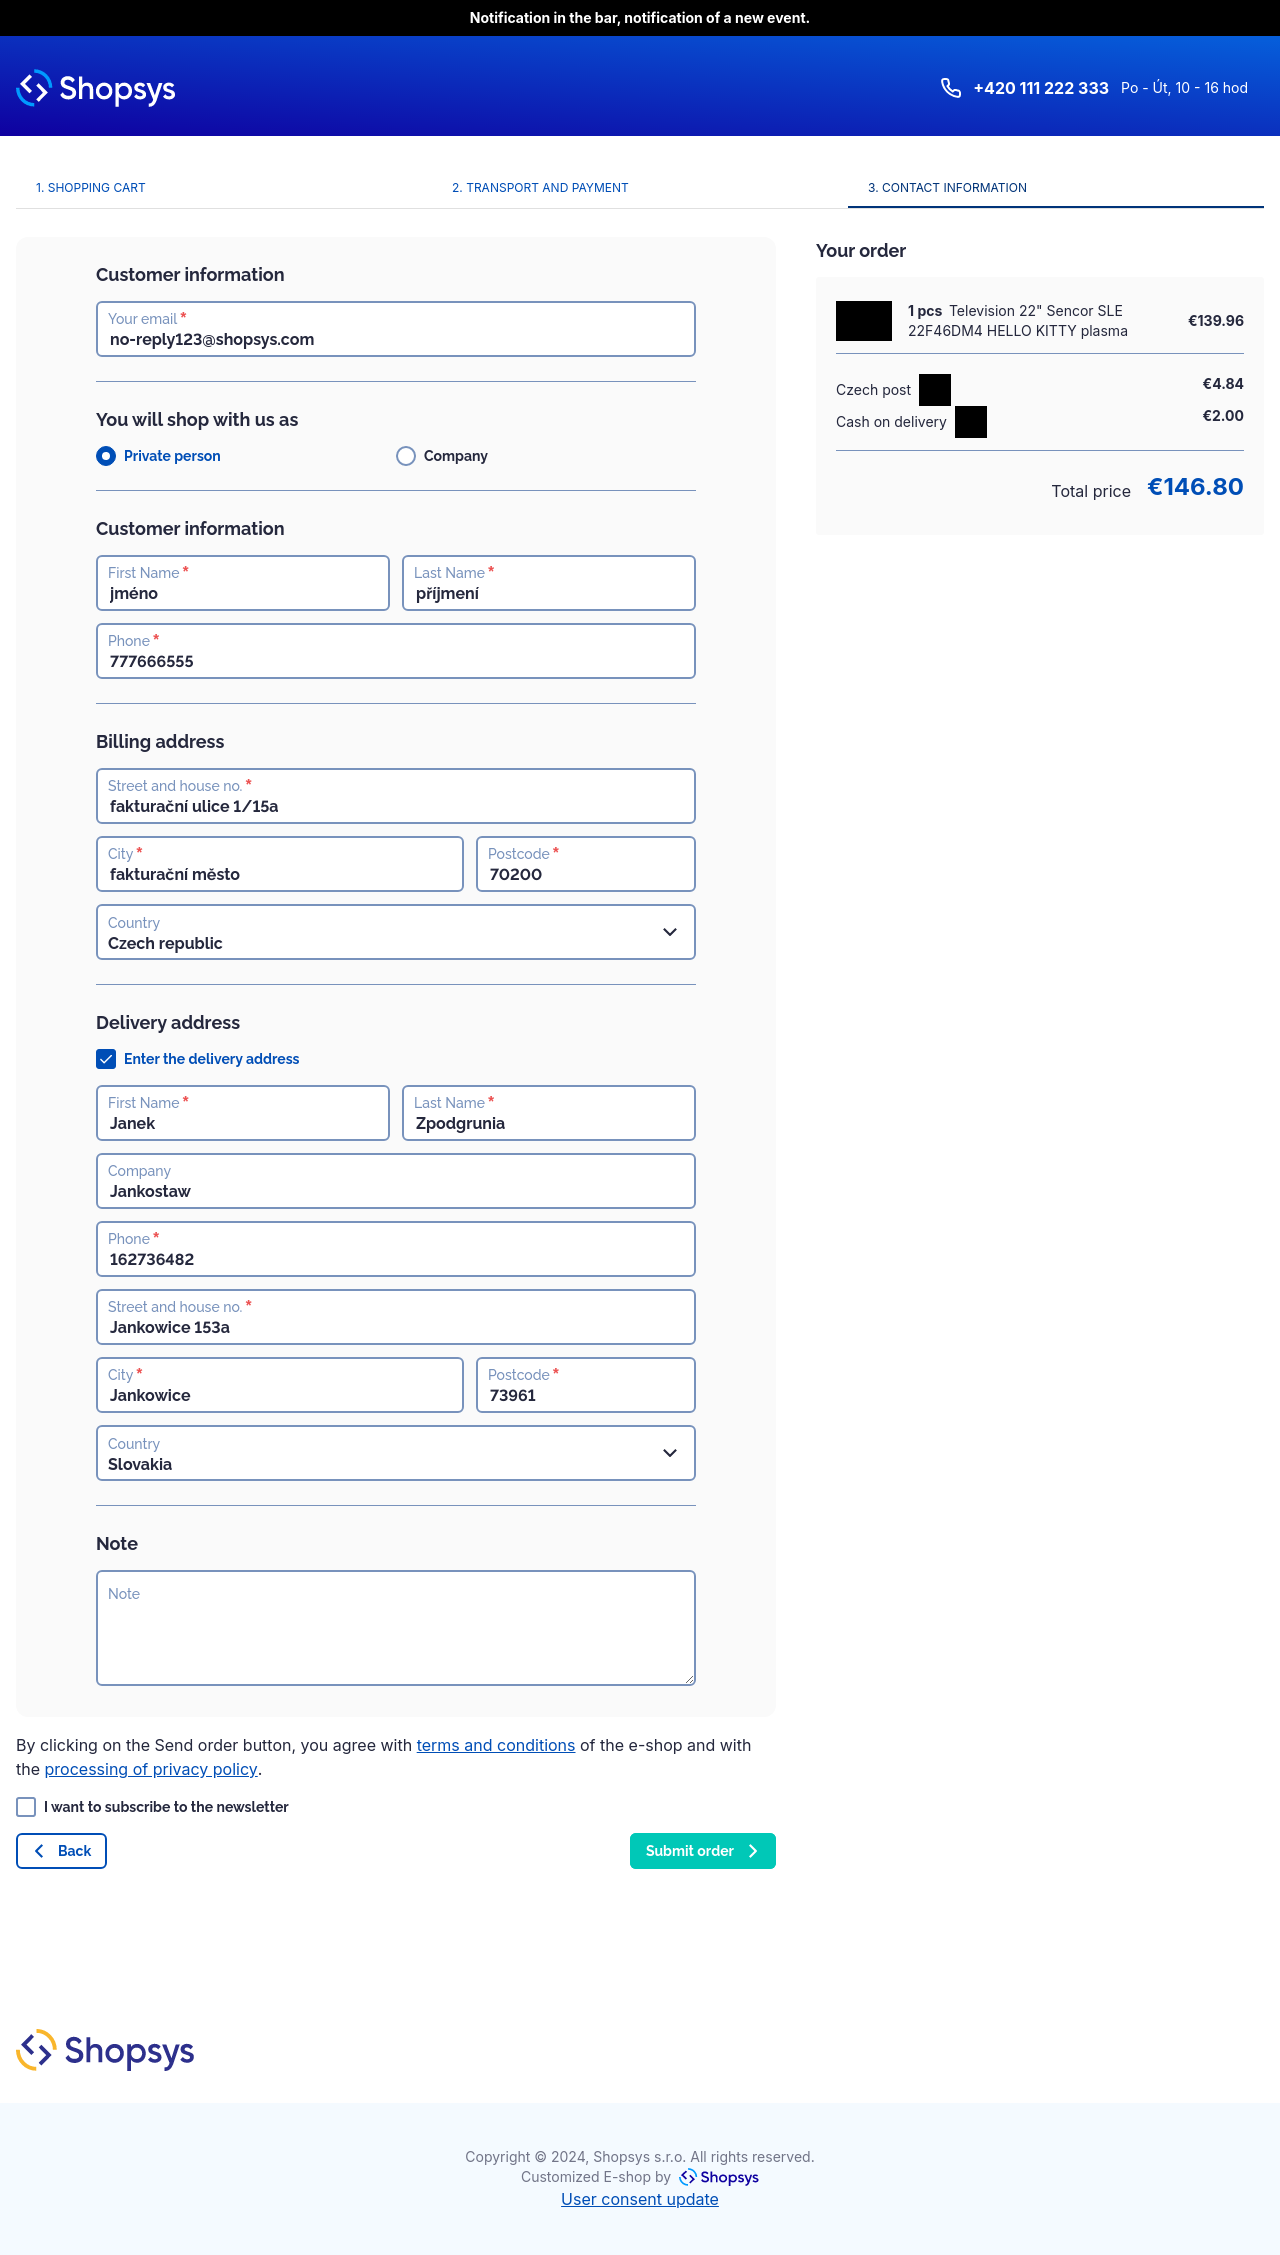 Notification in the bar, notification of a new event.
Shopsys
+420 111 222 333 Po - Út, 10 - 16 hod
1. SHOPPING CART
2. TRANSPORT AND PAYMENT
3. CONTACT INFORMATION
Customer information
Your email *
no-reply123@shopsys.com
You will shop with us as
Private person
Company
Customer information
First Name *
jméno
Last Name *
příjmení
Phone *
777666555
Billing address
Street and house no. *
fakturační ulice 1/15a
City *
fakturační město
Postcode *
70200
Country
Czech republic
Delivery address
Enter the delivery address
First Name *
Janek
Last Name *
Zpodgrunia
Company
Jankostaw
Phone *
162736482
Street and house no. *
Jankowice 153a
City *
Jankowice
Postcode *
73961
Country
Slovakia
Note
Note
Your order
1 pcs Television 22" Sencor SLE
22F46DM4 HELLO KITTY plasma
€139.96
Czech post
€4.84
Cash on delivery
€2.00
Total price €146.80
By clicking on the Send order button, you agree with terms and conditions of the e-shop and with
the processing of privacy policy.
I want to subscribe to the newsletter
Back
Submit order
Shopsys
Copyright © 2024, Shopsys s.r.o. All rights reserved.
Customized E-shop by Shopsys
User consent update